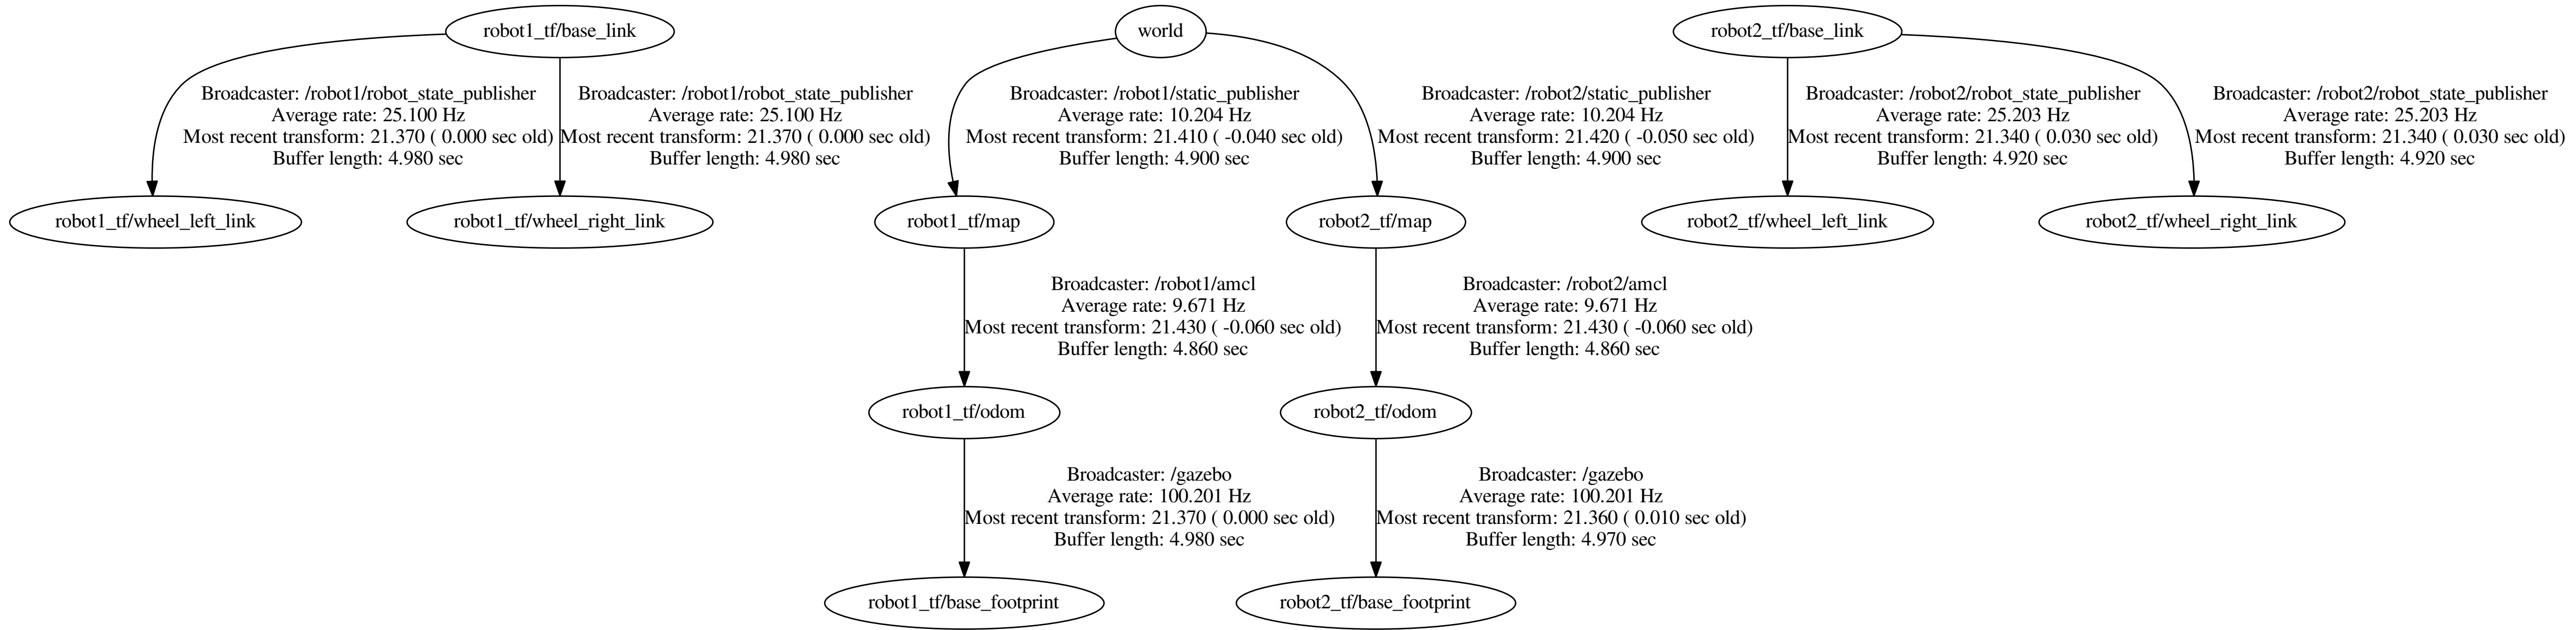 robot1_tf/base_link
world
robot2_tf/base_link
Broadcaster: /robot1/robot_state_publisher
Average rate: 25.100 Hz
Most recent transform: 21.370 ( 0.000 sec old)
Buffer length: 4.980 sec
Broadcaster: /robot1/robot_state_publisher
Average rate: 25.100 Hz
Most recent transform: 21.370 ( 0.000 sec old)
Buffer length: 4.980 sec
Broadcaster: /robot1/static_publisher
Average rate: 10.204 Hz
Most recent transform: 21.410 ( -0.040 sec old)
Buffer length: 4.900 sec
Broadcaster: /robot2/static_publisher
Average rate: 10.204 Hz
Most recent transform: 21.420 ( -0.050 sec old)
Buffer length: 4.900 sec
Broadcaster: /robot2/robot_state_publisher
Average rate: 25.203 Hz
Most recent transform: 21.340 ( 0.030 sec old)
Buffer length: 4.920 sec
Broadcaster: /robot2/robot_state_publisher
Average rate: 25.203 Hz
Most recent transform: 21.340 ( 0.030 sec old)
Buffer length: 4.920 sec
robot1_tf/wheel_left_link
robot1_tf/wheel_right_link
robot1_tf/map
robot2_tf/map
robot2_tf/wheel_left_link
robot2_tf/wheel_right_link
Broadcaster: /robot1/amcl
Average rate: 9.671 Hz
Most recent transform: 21.430 ( -0.060 sec old)
Buffer length: 4.860 sec
Broadcaster: /robot2/amcl
Average rate: 9.671 Hz
Most recent transform: 21.430 ( -0.060 sec old)
Buffer length: 4.860 sec
robot1_tf/odom
robot2_tf/odom
Broadcaster: /gazebo
Average rate: 100.201 Hz
Most recent transform: 21.370 ( 0.000 sec old)
Buffer length: 4.980 sec
Broadcaster: /gazebo
Average rate: 100.201 Hz
Most recent transform: 21.360 ( 0.010 sec old)
Buffer length: 4.970 sec
robot1_tf/base_footprint
robot2_tf/base_footprint